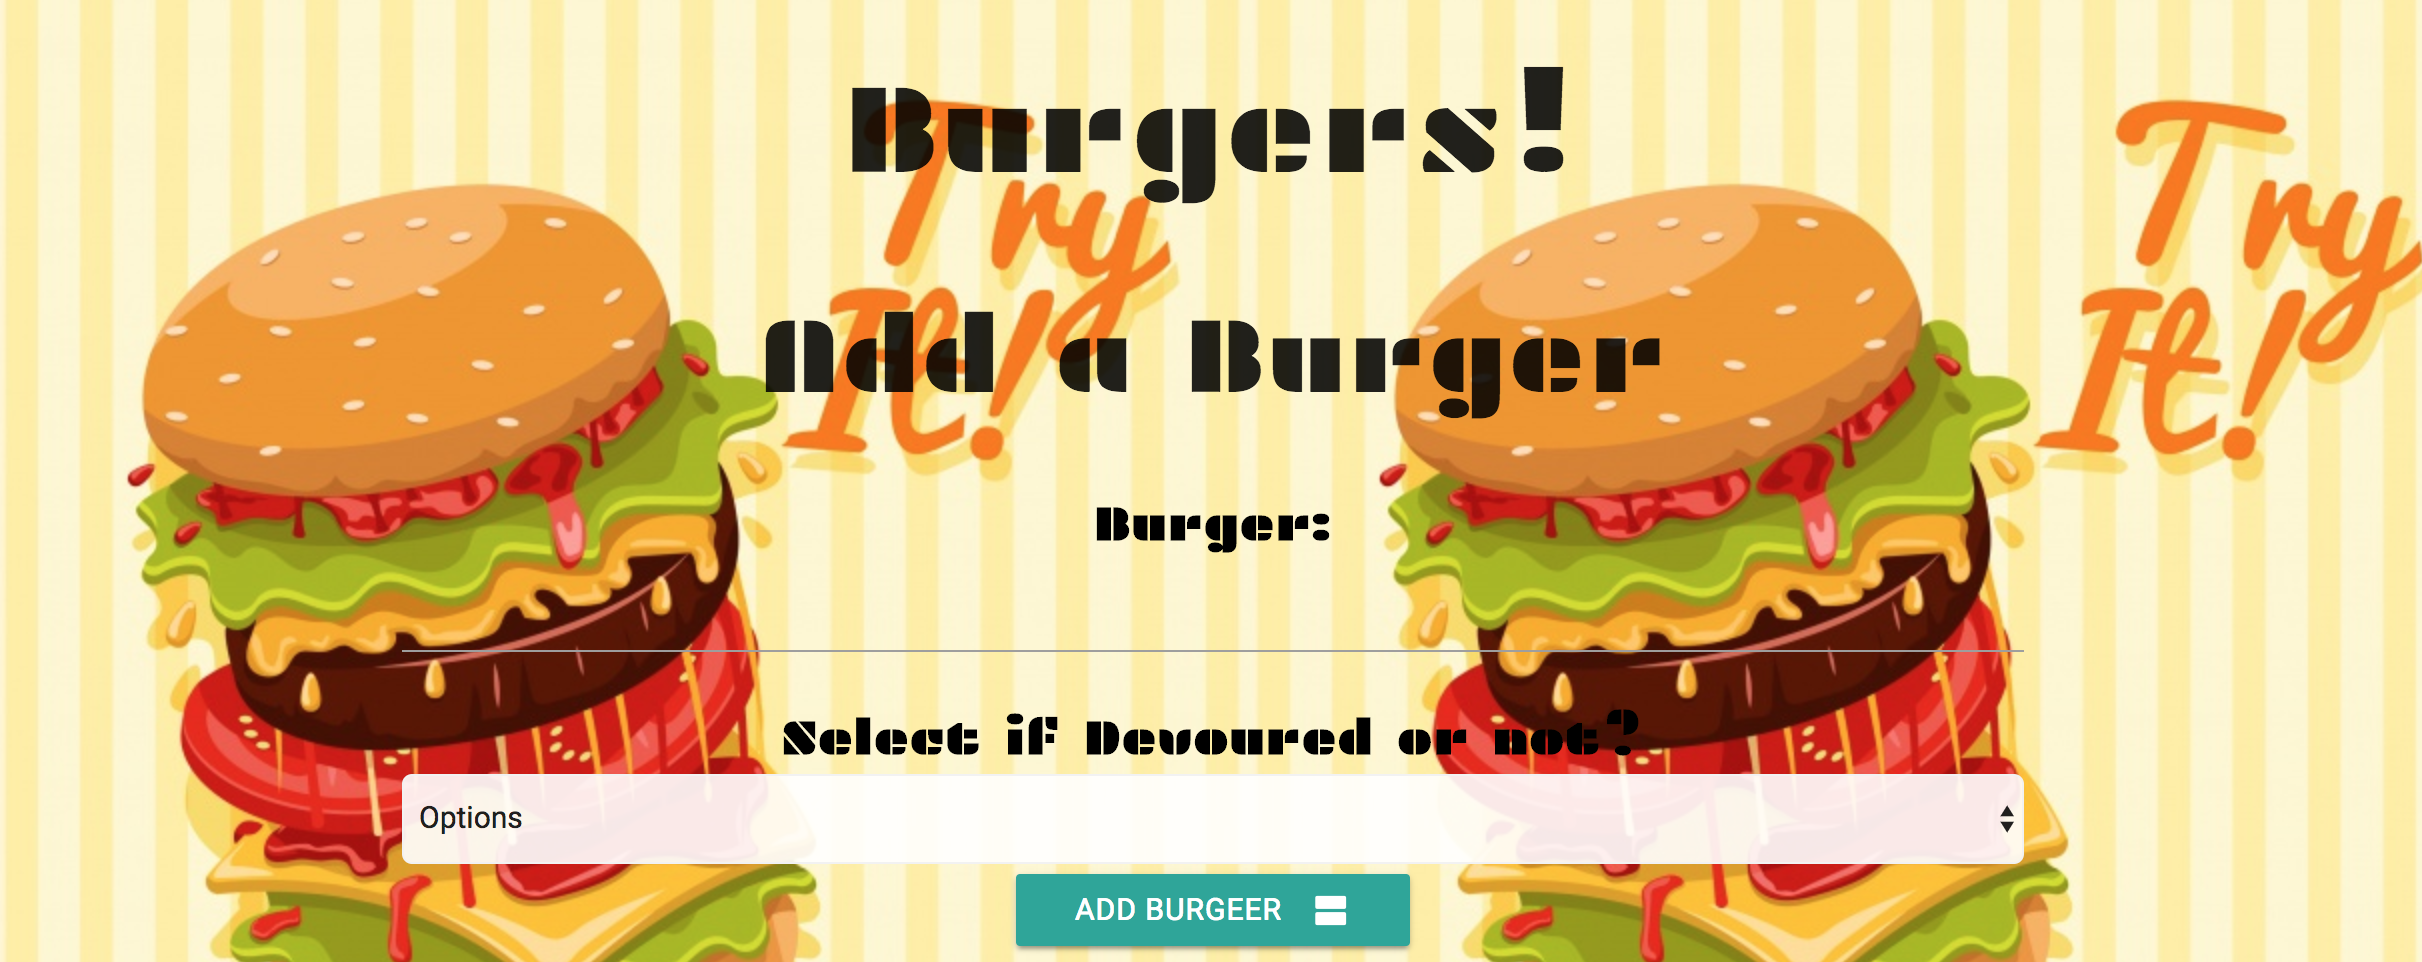 Burgers!
Try
It!
Try
It!
Add a Burger
Burger:
Select if Devoured or not?
Options
ADD BURGEER